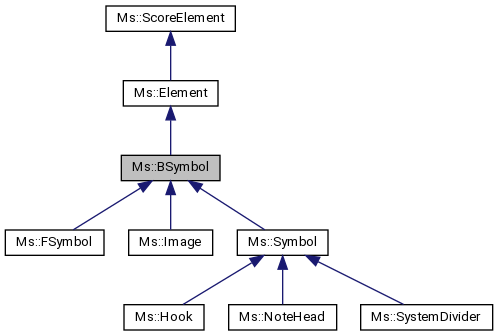 Ms::ScoreElement
Ms::Element
Ms::BSymbol
Ms::FSymbol
Ms::Image
Ms::Symbol
Ms::Hook
Ms::NoteHead
Ms::SystemDivider